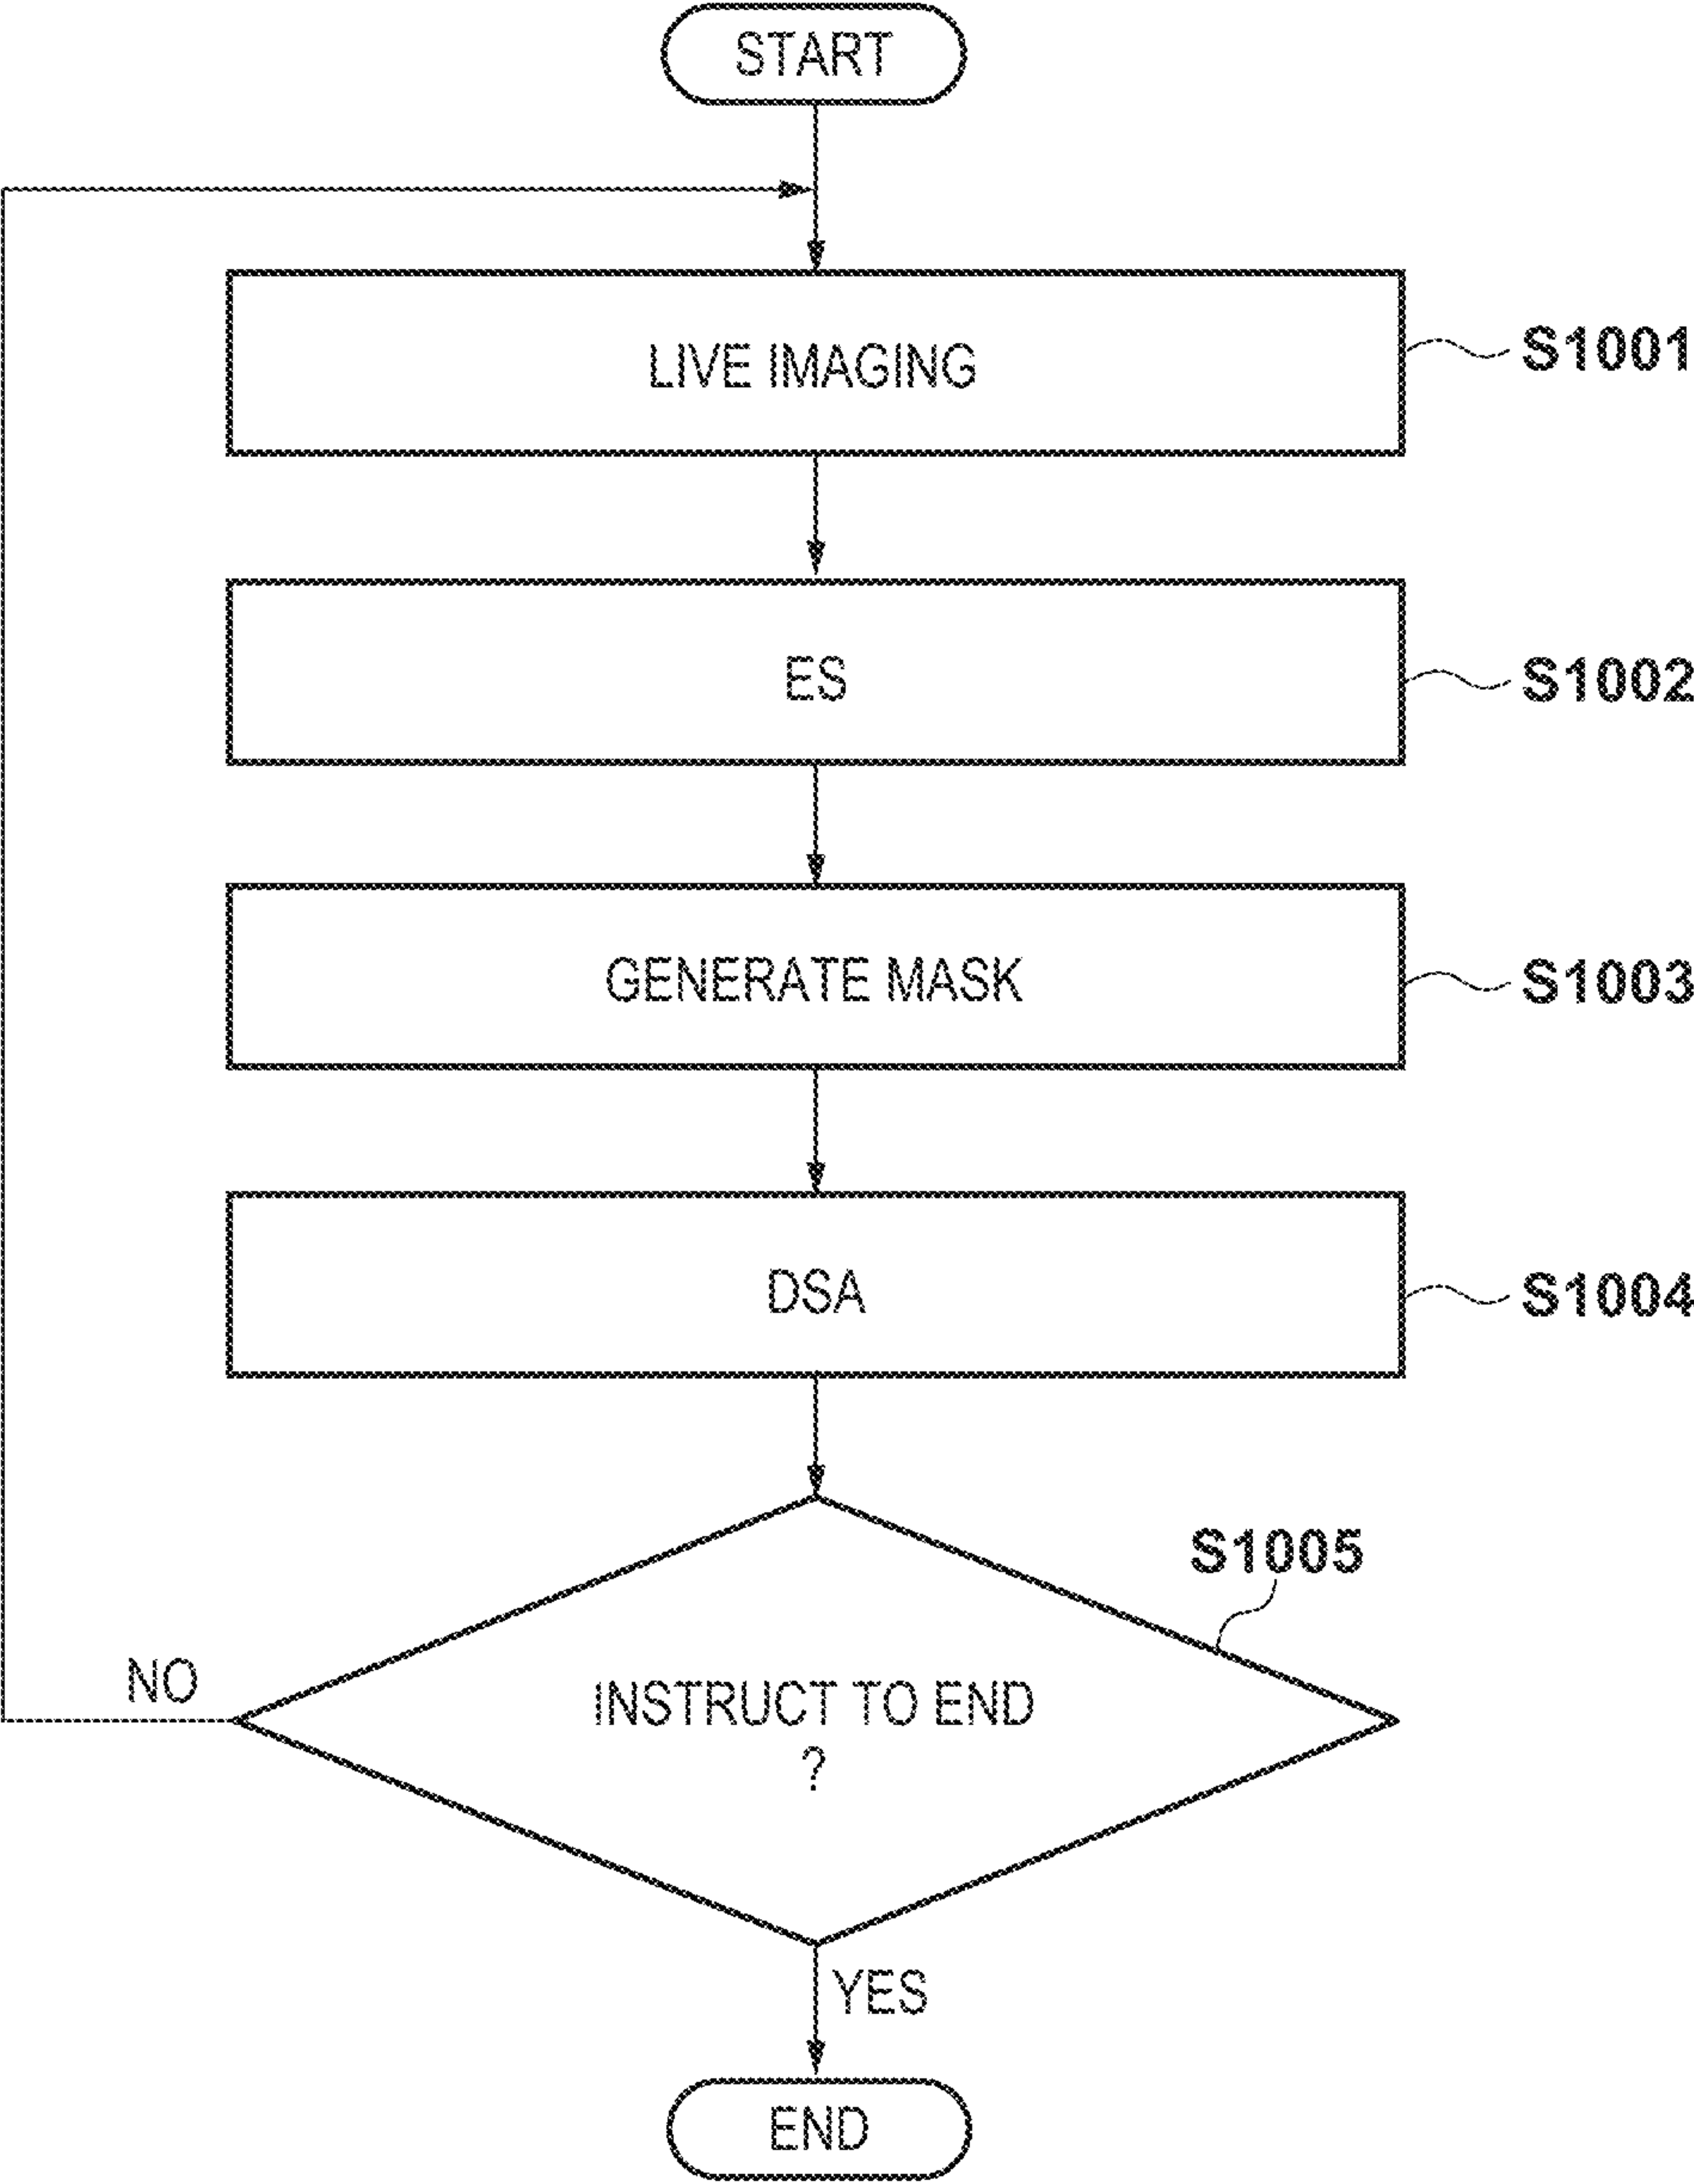 START
LIVE IMAGING
S1001
ES
S1002
GENERATE MASK
S1003
DSA
S1004
S1005
NO
INSTRUCT TO END
?
YES
END